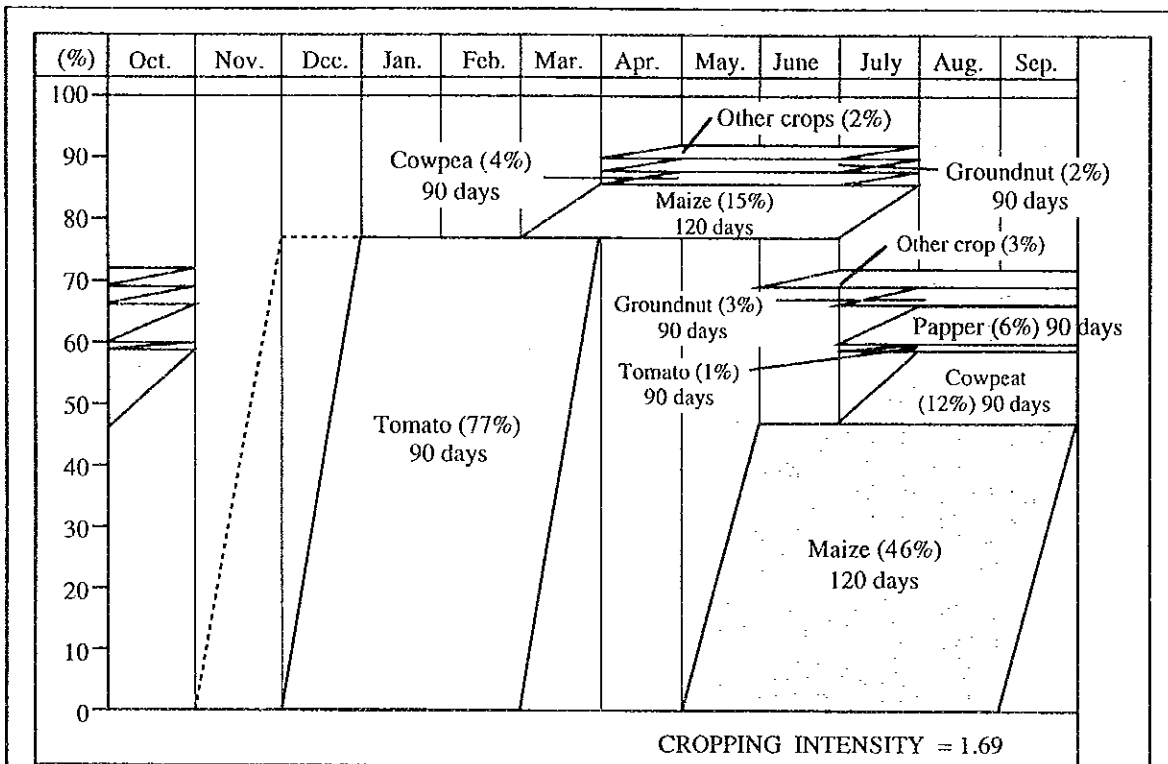 (%) Oct. Nov. Dec. Jan. Feb. Mar. Apr. May. June July Aug. Sep.
100
90
80
70
60
50
40
30
20
10
0
Other crops (2%)
Cowpea (4%)
90 days
Groundnut (2%)
90 days
Maize (15%)
120 days
Other crop (3%)
Groundnut (3%)
90 days
Papper (6%) 90 days
Tomato (1%)
90 days
Cowpeat
(12%) 90 days
Tomato (77%)
90 days
Maize (46%)
120 days
CROPPING INTENSITY = 1.69